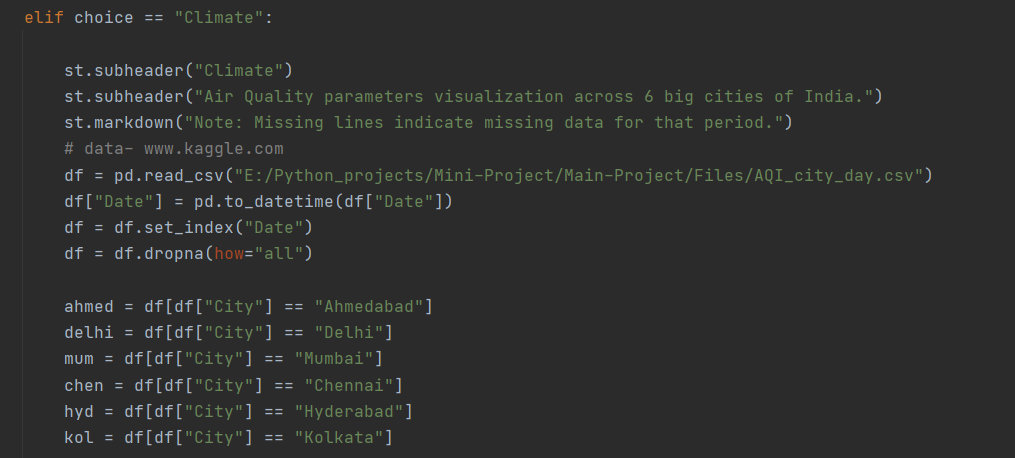 elif choice == "Climate":
st.subheader("Climate")
st.subheader("Air Quality parameters visualization across 6 big cities of India.")
st.markdown("Note: Missing lines indicate missing data for that period.")
# data- www.kaggle.com
df = pd.read_csv("E:/Python_projects/Mini-Project/Main-Project/Files/AQI_city_day.csv")
df["Date"] = pd.to_datetime(df["Date"])
df = df.set_index("Date")
df = df.dropna(how="all")
ahmed = df[df["City"] == "Ahmedabad"]
delhi = df[df["City"] == "Delhi"]
mum = df[df["City"] == "Mumbai"]
chen = df[df["City"] == "Chennai"]
hyd = df[df["City"] == "Hyderabad"]
kol = df[df["City"] == "Kolkata"]